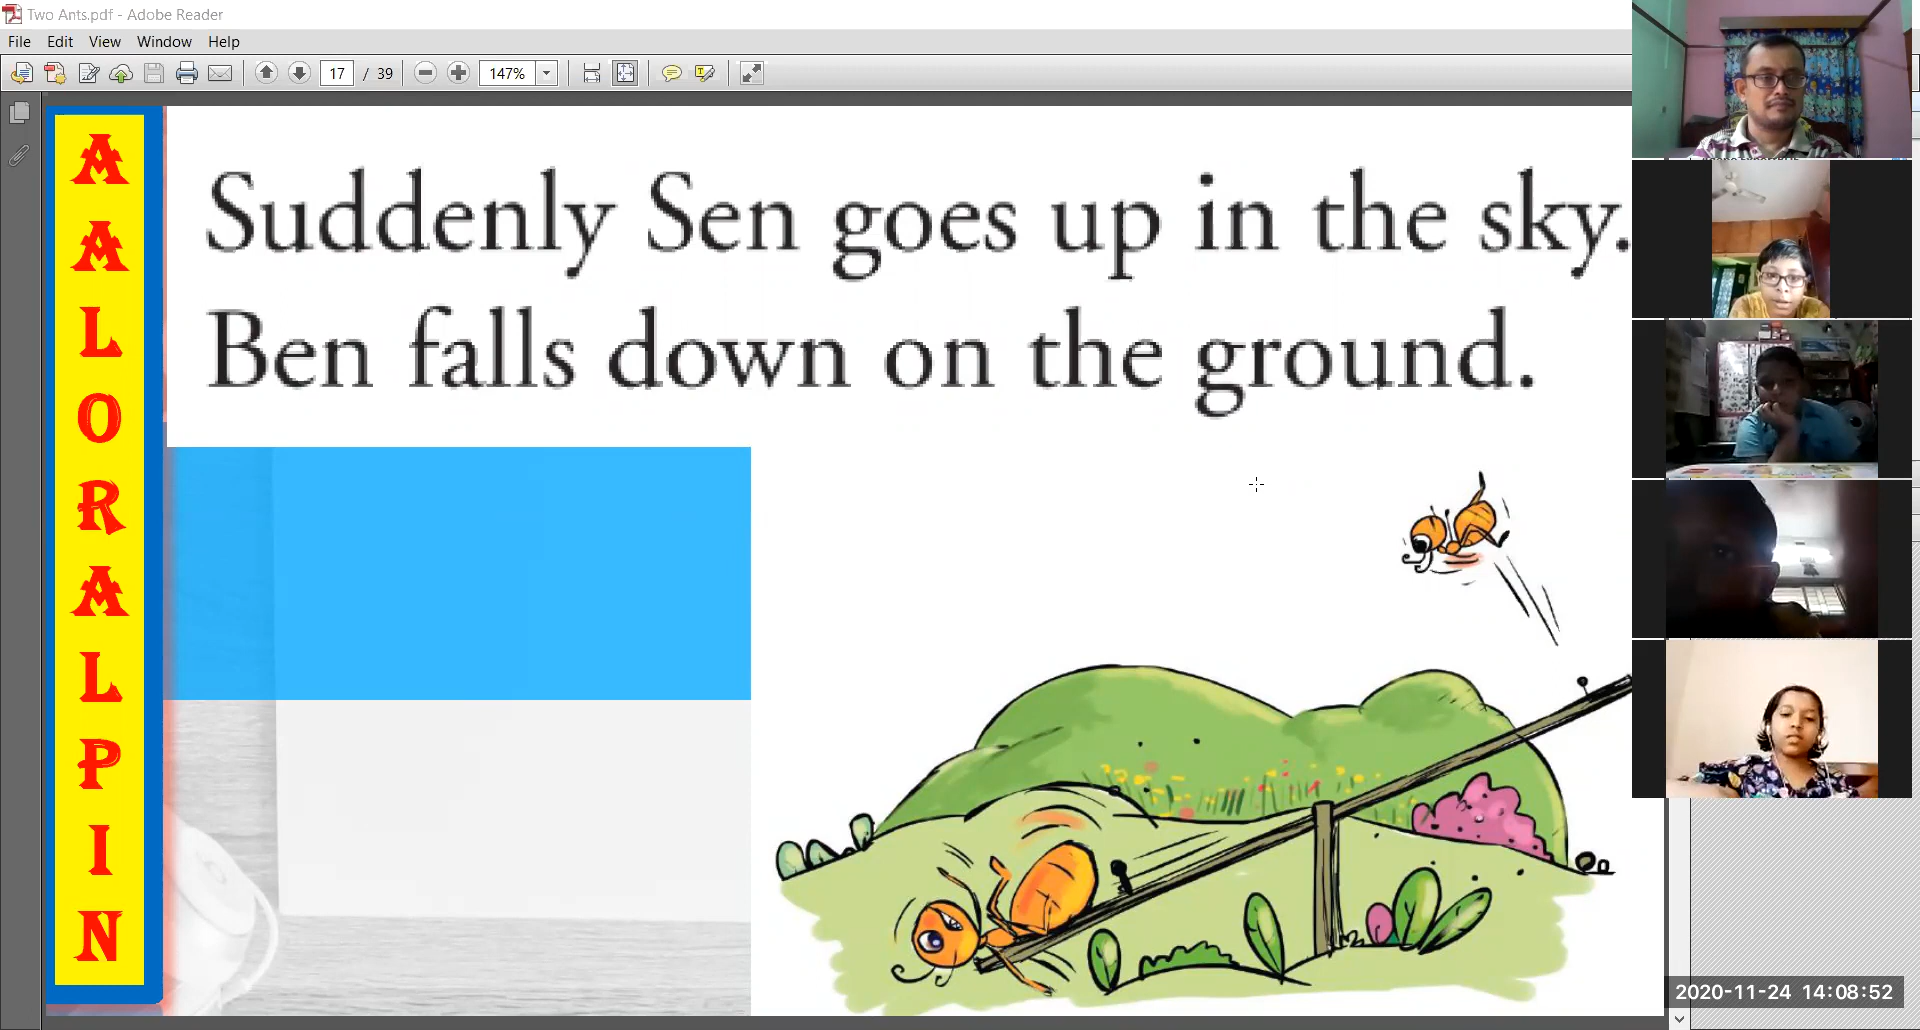 Two Ants.pdf - Adobe Reader
File Edit View Window Help
17 / 39 147%
AALORALPIN
Suddenly Sen goes up in the sky.
Ben falls down on the ground.
2020-11-24 14:08:52